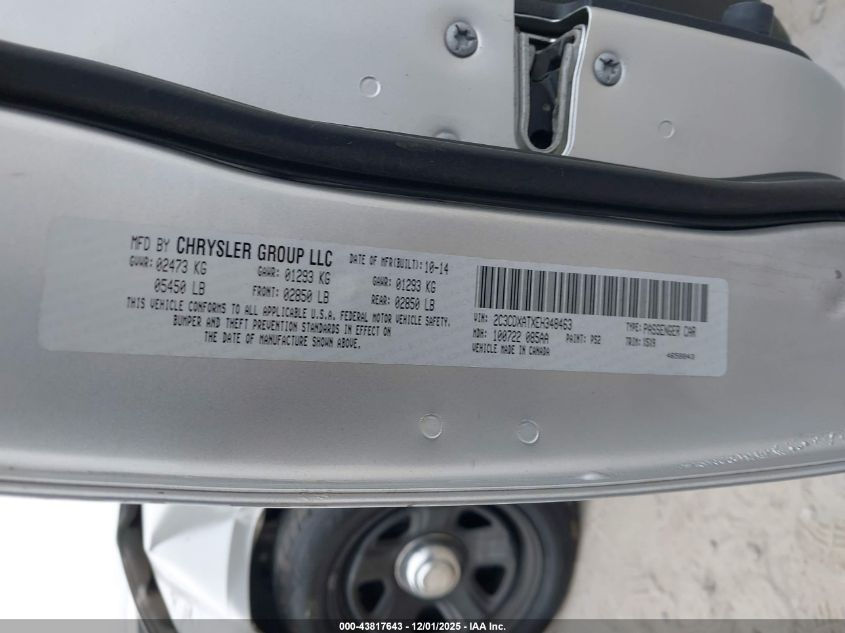 MFD BY CHRYSLER GROUP LLC DATE OF MFR(BUILT): 10-14
GVWR: 02473 KG GAWR: 01293 KG GAWR: 01293 KG
05450 LB FRONT: 02850 LB REAR: 02850 LB
THIS VEHICLE CONFORMS TO ALL APPLICABLE U.S.A. FEDERAL MOTOR VEHICLE SAFETY,
BUMPER AND THEFT PREVENTION STANDARDS IN EFFECT ON
THE DATE OF MANUFACTURE SHOWN ABOVE.
VIN: 2C3CDXATXEH348463 TYPE: PASSENGER CAR
MDH: 100722 085AA PAINT: PS2 TRIM: X5X9
VEHICLE MADE IN CANADA
000-43817643 / 12/01/2025 - IAA Inc.